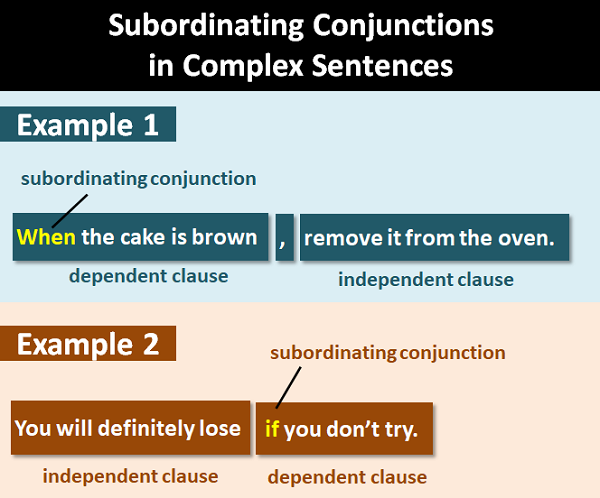 Subordinating Conjunctions
in Complex Sentences
Example 1
subordinating conjunction
When the cake is brown , remove it from the oven.
dependent clause independent clause
Example 2
subordinating conjunction
You will definitely lose if you don’t try.
independent clause dependent clause